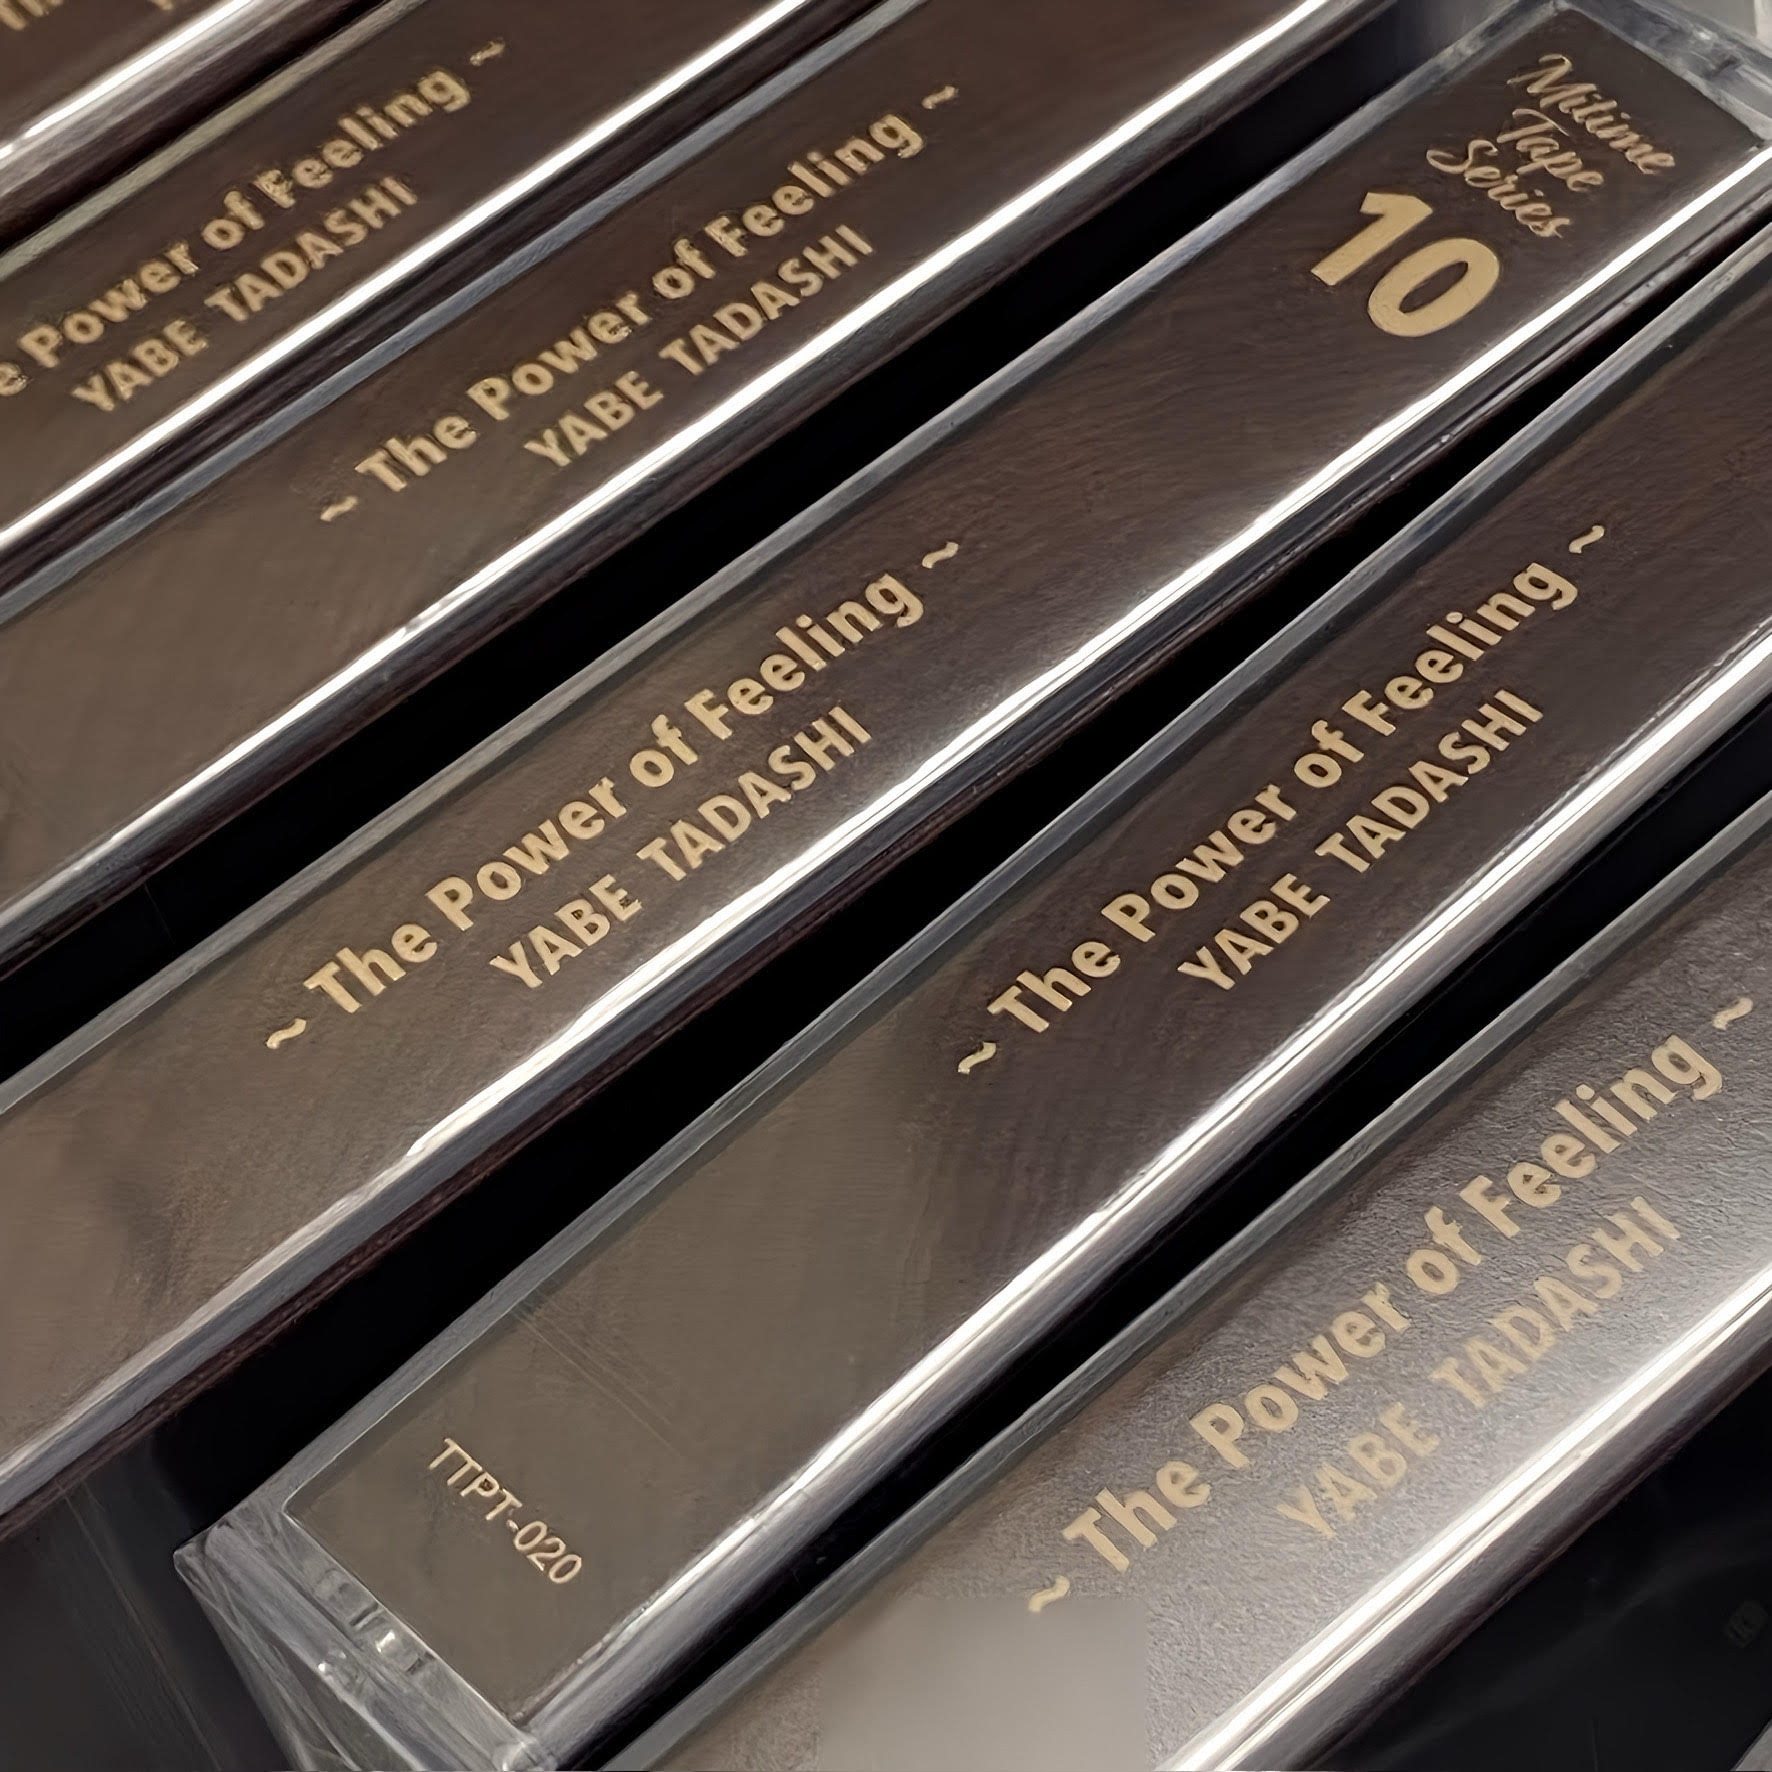 ~ The Power of Feeling ~
YABE TADASHI
~ The Power of Feeling ~
YABE TADASHI
Mitime
Tape
Series
10
~ The Power of Feeling ~
YABE TADASHI
~ The Power of Feeling ~
YABE TADASHI
TTPT-020
~ The Power of Feeling ~
YABE TADASHI